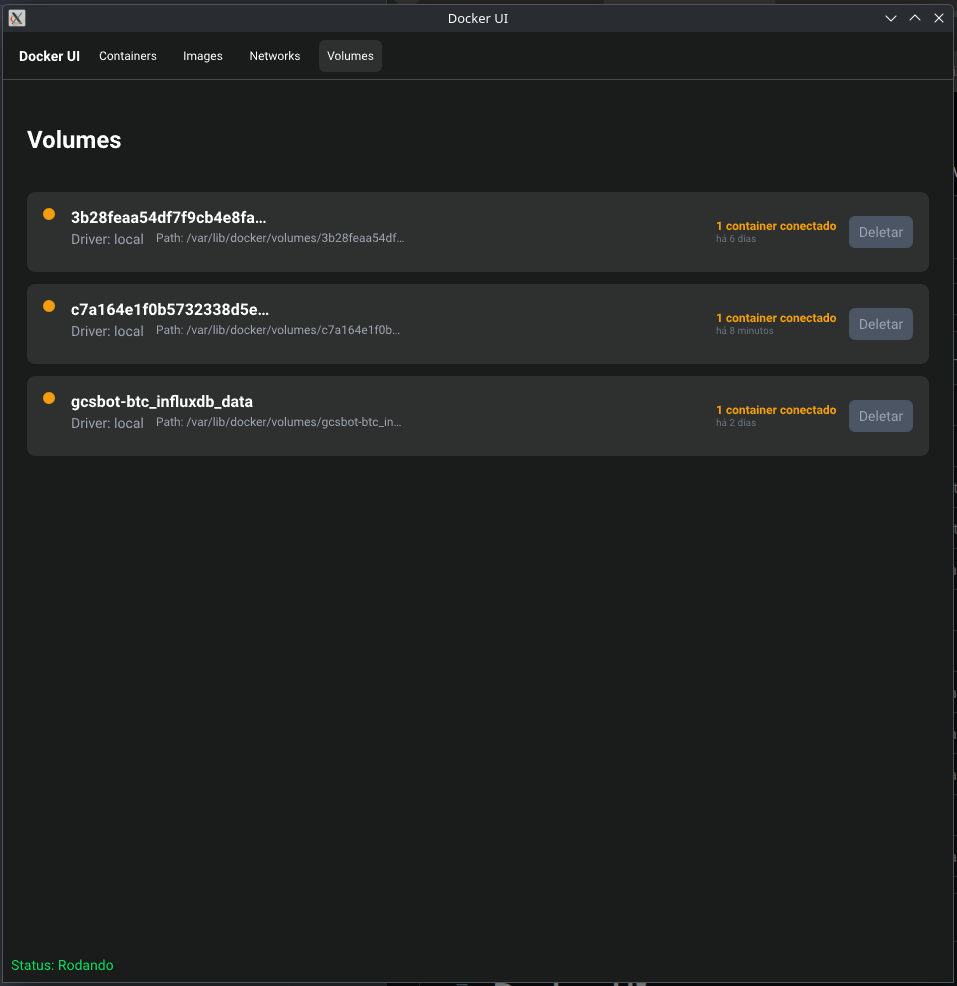 Docker UI
Docker UI Containers Images Networks Volumes
Volumes
3b28feaa54df7f9cb4e8fa...
Driver: local Path: /var/lib/docker/volumes/3b28feaa54df...
1 container conectado
há 6 dias
Deletar
c7a164e1f0b5732338d5e...
Driver: local Path: /var/lib/docker/volumes/c7a164e1f0b...
1 container conectado
há 8 minutos
Deletar
gcsbot-btc_influxdb_data
Driver: local Path: /var/lib/docker/volumes/gcsbot-btc_in...
1 container conectado
há 2 dias
Deletar
Status: Rodando